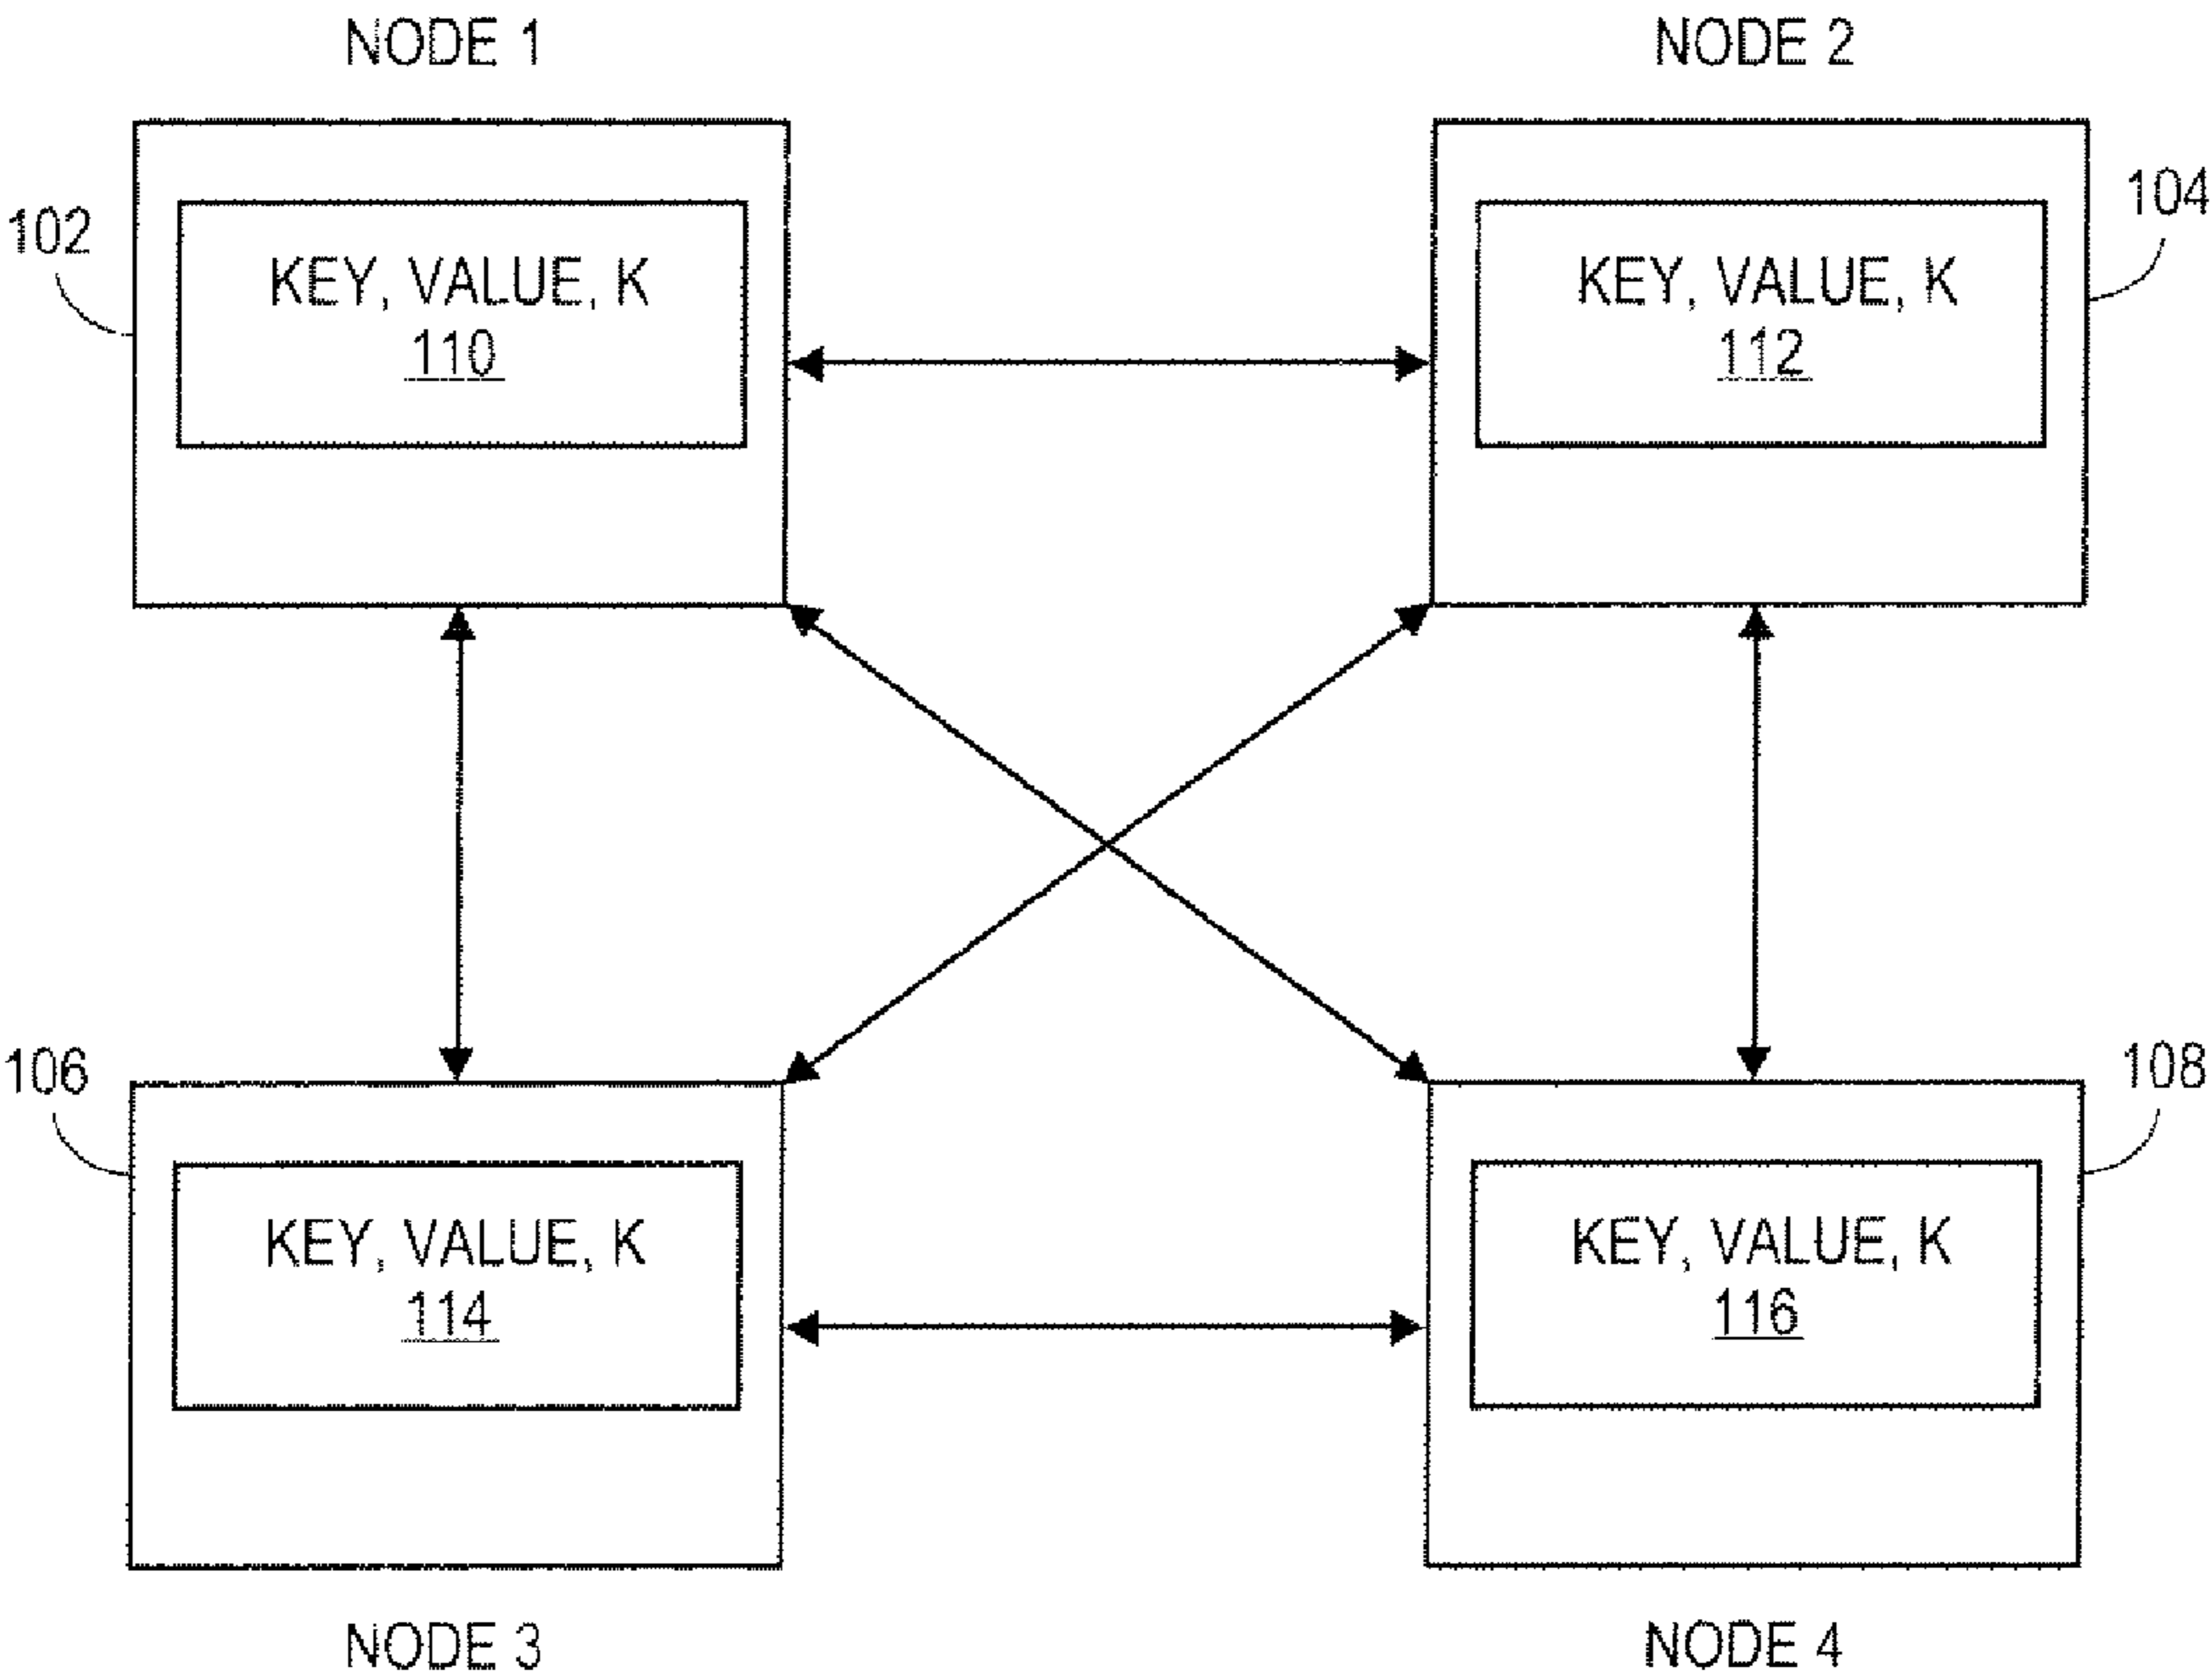 NODE 1
NODE 2
102
KEY, VALUE, K
110
KEY, VALUE, K
112
104
106
KEY, VALUE, K
114
KEY, VALUE, K
116
108
NODE 3
NODE 4